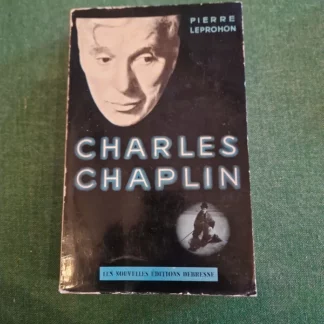 PIERRE
LEPROHON
CHARLES
CHAPLIN
LES NOUVELLES ÉDITIONS DEBRESSE